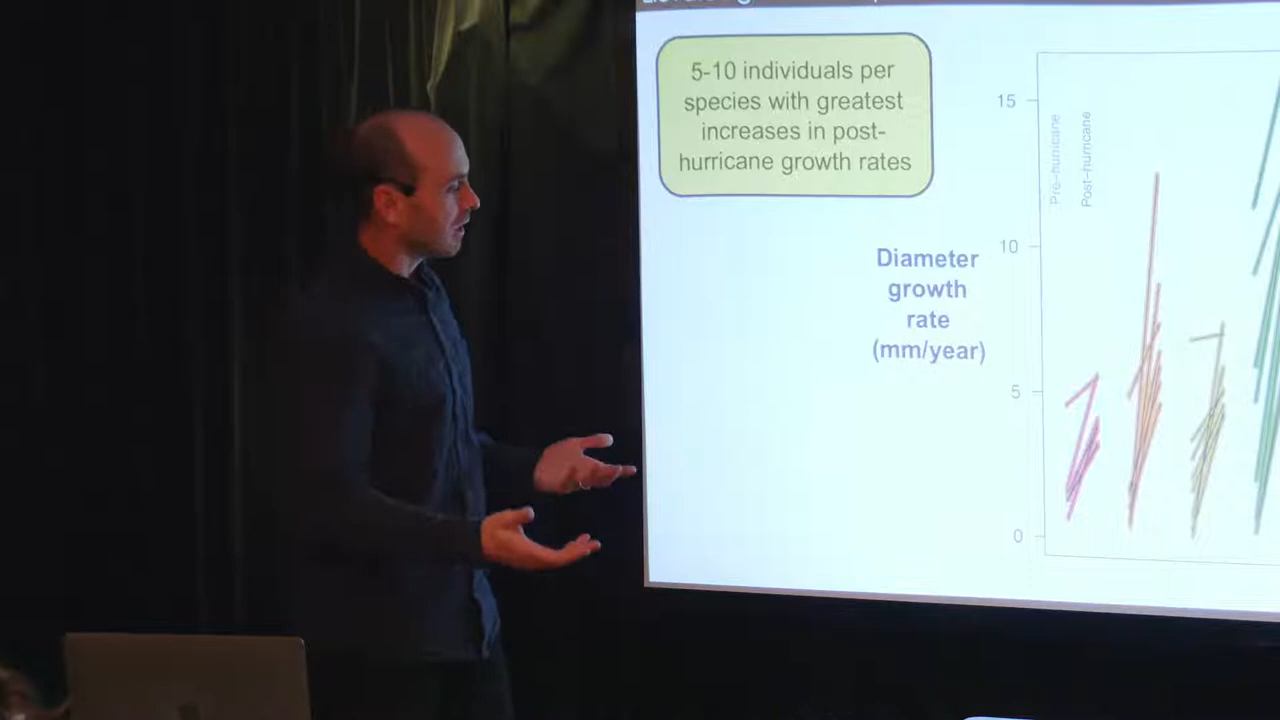 5-10 individuals per
species with greatest
increases in post-
hurricane growth rates
15
Pre-hurricane
Post-hurricane
10
Diameter
growth
rate
(mm/year)
5
0